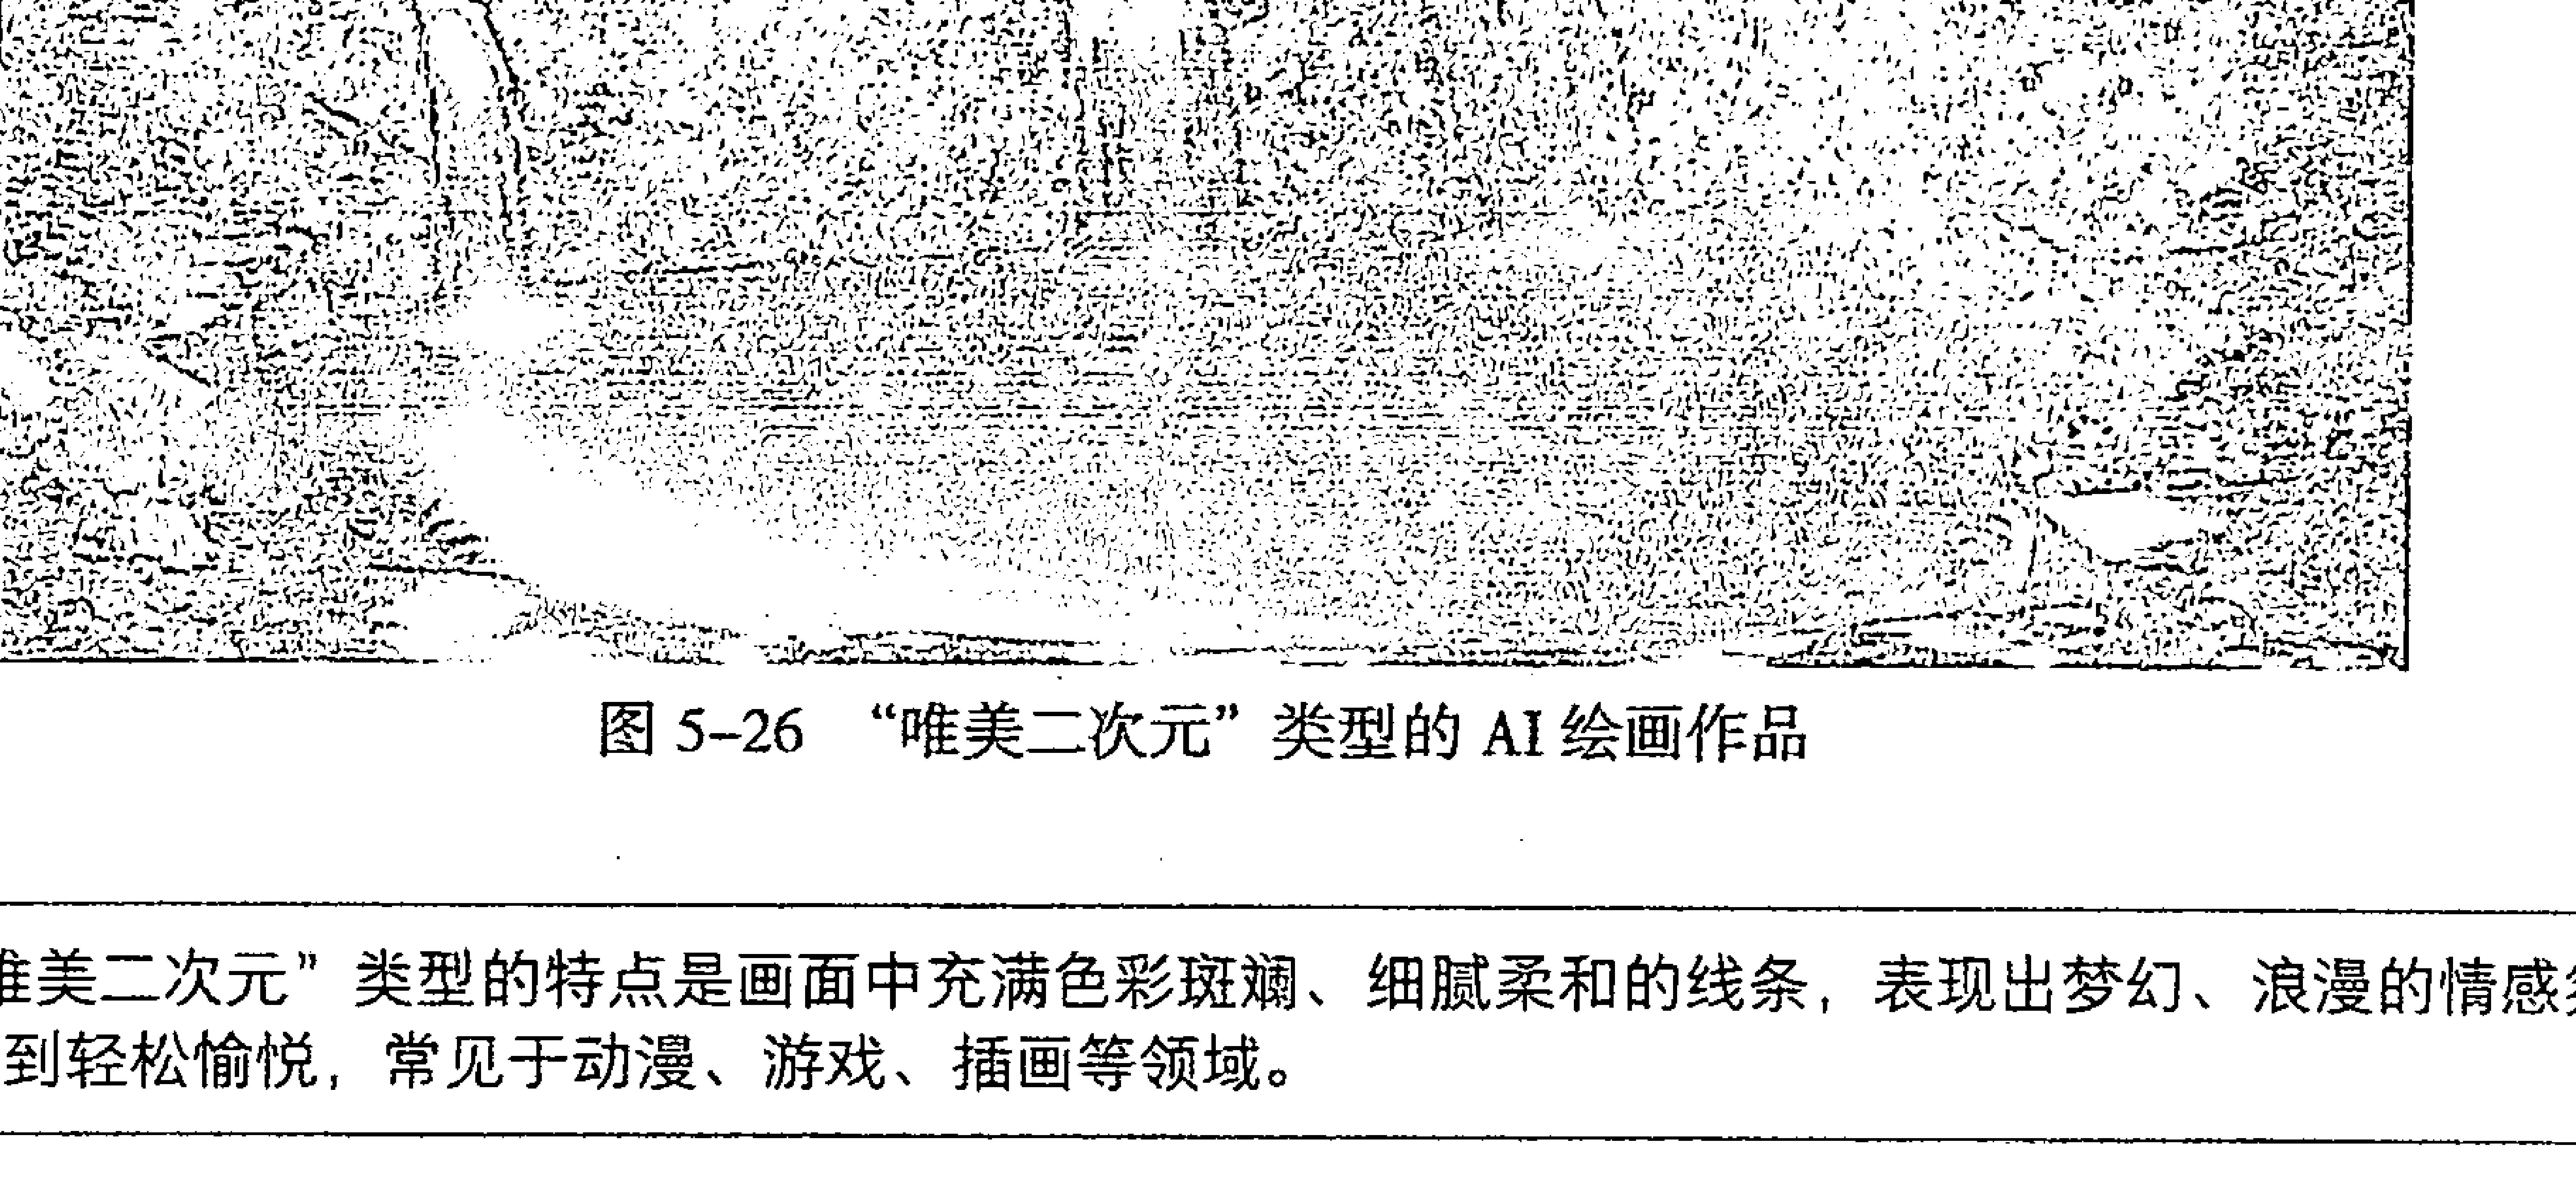 图 5-26 “唯美二次元”类型的 AI 绘画作品
美二次元”类型的特点是画面中充满色彩斑斓、细腻柔和的线条，表现出梦幻、浪漫的情感
到轻松愉悦，常见于动漫、游戏、插画等领域。